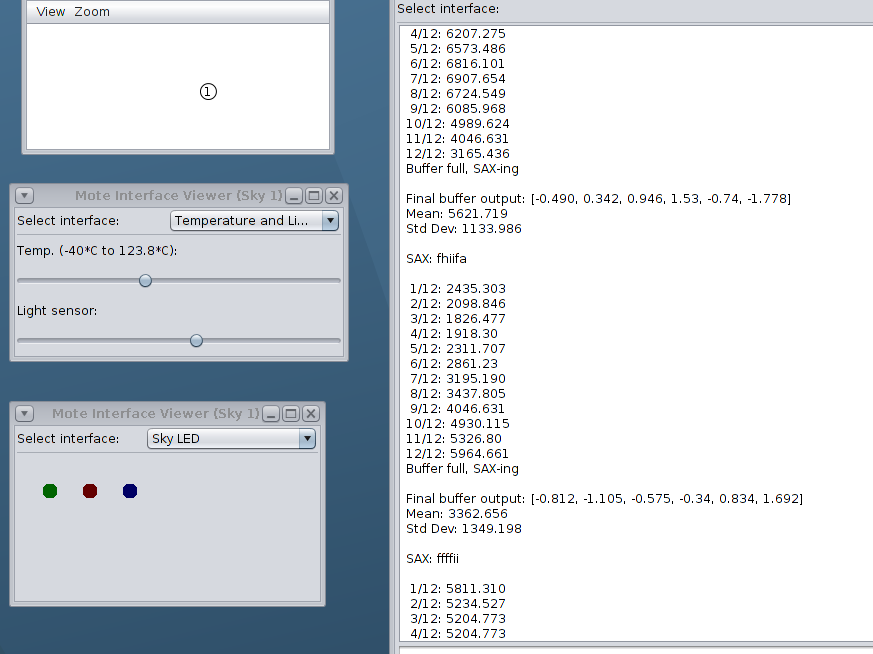 View Zoom
1
Mote Interface Viewer (Sky 1)
Select interface: Temperature and Li...
Temp. (-40*C to 123.8*C):
Light sensor:
Mote Interface Viewer (Sky 1)
Select interface: Sky LED
Select interface:
4/12: 6207.275
5/12: 6573.486
6/12: 6816.101
7/12: 6907.654
8/12: 6724.549
9/12: 6085.968
10/12: 4989.624
11/12: 4046.631
12/12: 3165.436
Buffer full, SAX-ing
Final buffer output: [-0.490, 0.342, 0.946, 1.53, -0.74, -1.778]
Mean: 5621.719
Std Dev: 1133.986
SAX: fhiifa
1/12: 2435.303
2/12: 2098.846
3/12: 1826.477
4/12: 1918.30
5/12: 2311.707
6/12: 2861.23
7/12: 3195.190
8/12: 3437.805
9/12: 4046.631
10/12: 4930.115
11/12: 5326.80
12/12: 5964.661
Buffer full, SAX-ing
Final buffer output: [-0.812, -1.105, -0.575, -0.34, 0.834, 1.692]
Mean: 3362.656
Std Dev: 1349.198
SAX: ffffii
1/12: 5811.310
2/12: 5234.527
3/12: 5204.773
4/12: 5204.773